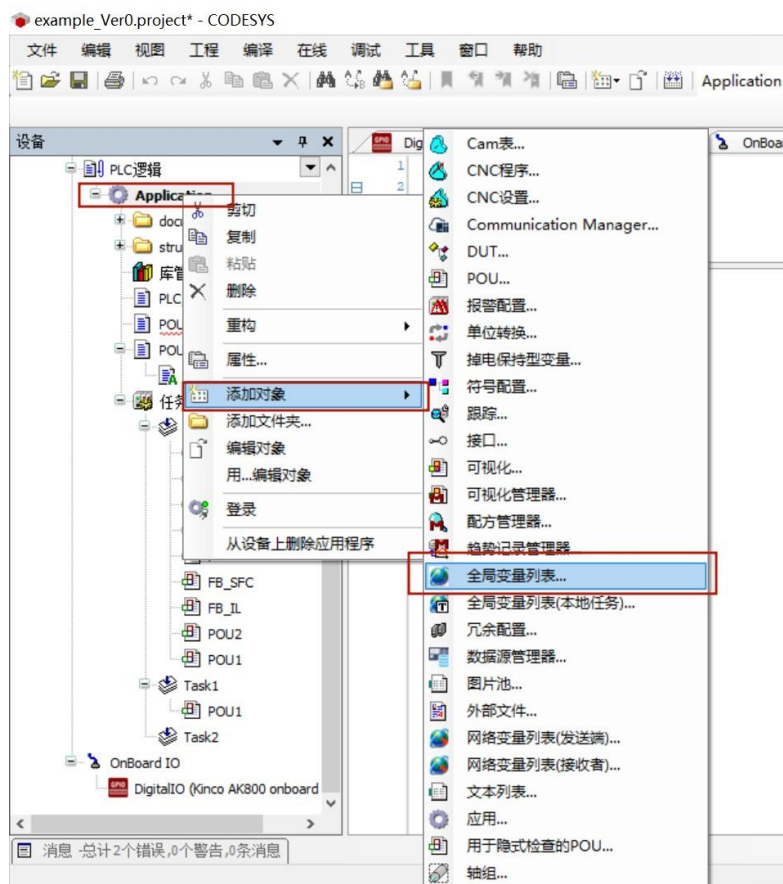 example_Ver0.project* - CODESYS
文件 编辑 视图 工程 编译 在线 调试 工具 窗口 帮助
Application
设备
Dig
OnBoa
1
2
PLC逻辑
Application
docu
stru
库管
PLC
POU
POU
任务
FB_SFC
FB_IL
POU2
POU1
Task1
POU1
Task2
OnBoard IO
DigitalIO (Kinco AK800 onboard
消息 -总计2个错误,0个警告,0条消息
剪切
复制
粘贴
删除
重构
属性...
添加对象
添加文件夹...
编辑对象
用...编辑对象
登录
从设备上删除应用程序
Cam表...
CNC程序...
CNC设置...
Communication Manager...
DUT...
POU...
报警配置...
单位转换...
掉电保持型变量...
符号配置...
跟踪...
接口...
可视化...
可视化管理器...
配方管理器...
趋势记录管理器...
全局变量列表...
全局变量列表(本地任务)...
冗余配置...
数据源管理器...
图片池...
外部文件...
网络变量列表(发送端)...
网络变量列表(接收者)...
文本列表...
应用...
用于隐式检查的POU...
轴组...